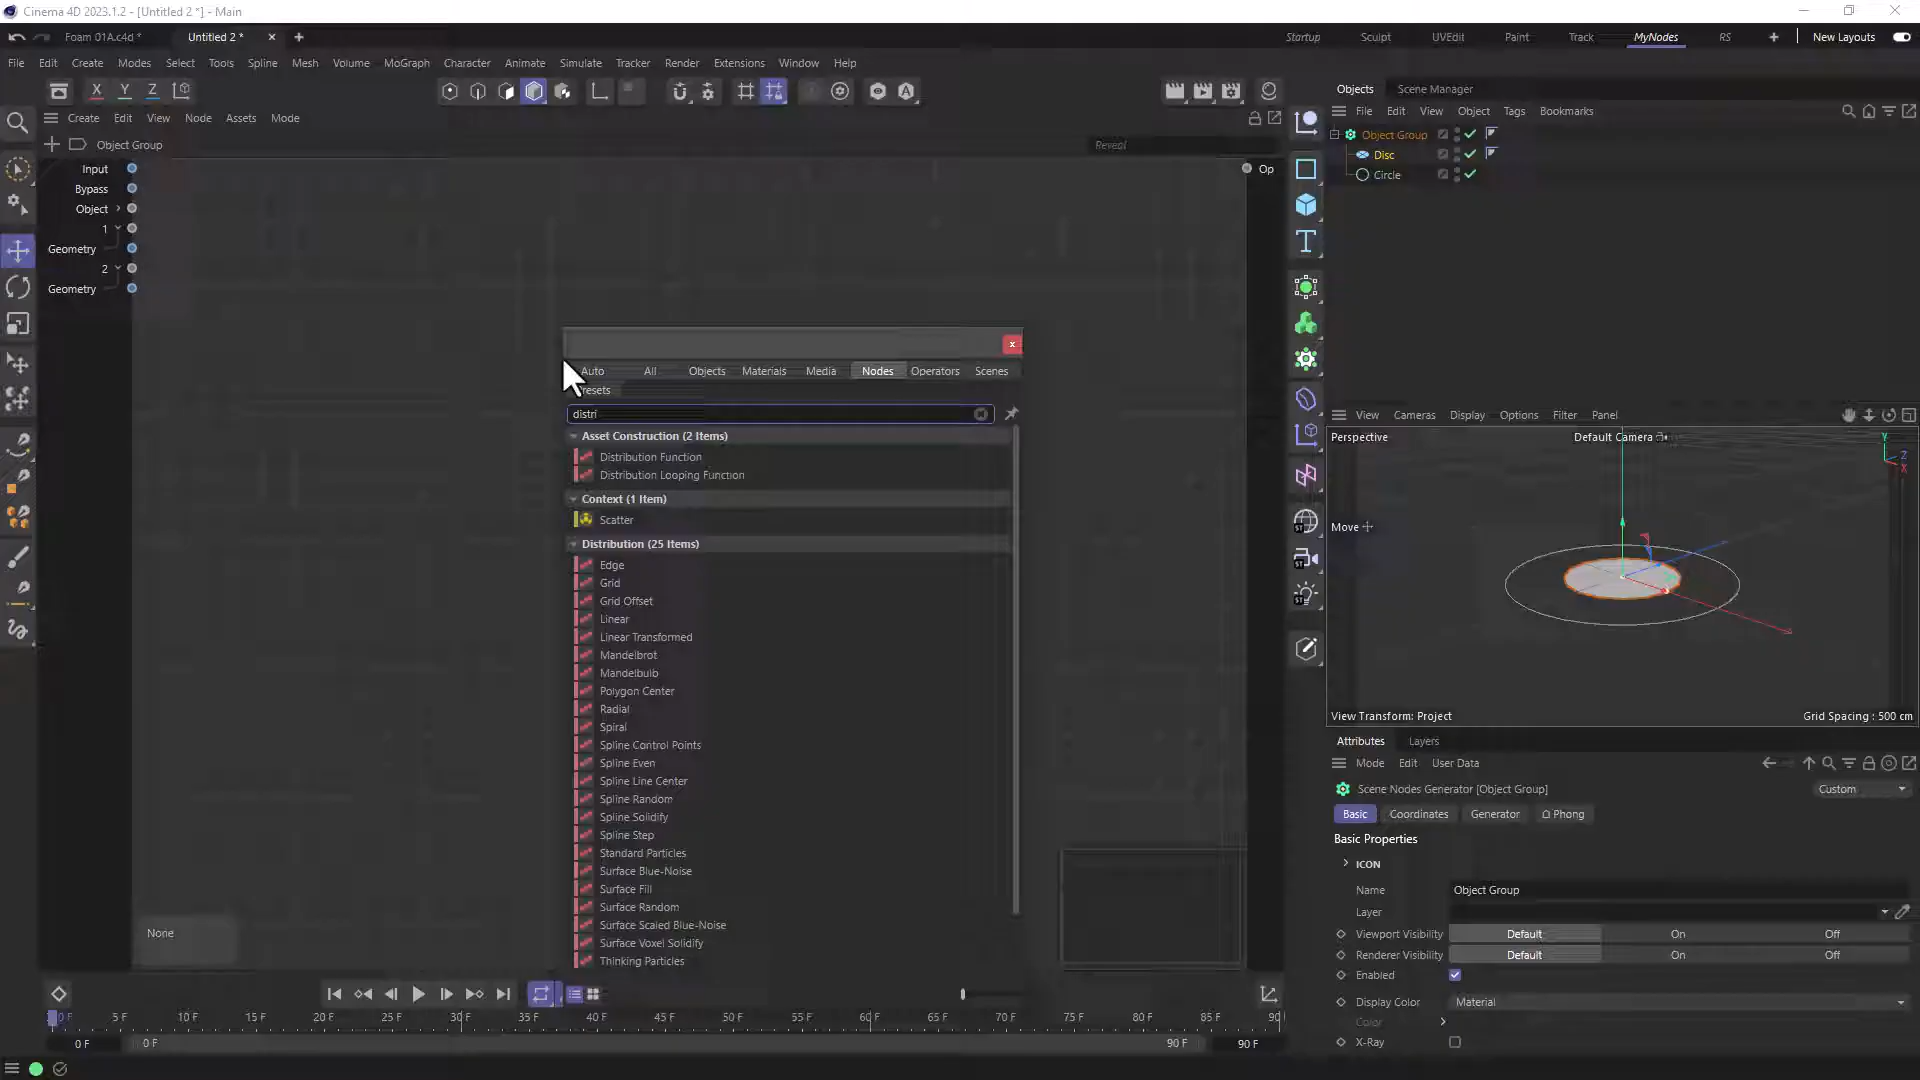 Cinema 4D 2023.1.2 - [Untitled 2 *] - Main
Foam 01A.c4d *
Untitled 2 *
Startup Sculpt UVEdit Paint Track MyNodes RS New Layouts
File Edit Create Modes Select Tools Spline Mesh Volume MoGraph Character Animate Simulate Tracker Render Extensions Window Help
X Y Z
Create Edit View Node Assets Mode
Object Group
Reveal
Input
Bypass
Object
1
Geometry
2
Geometry
Op
Auto All Objects Materials Media Nodes Operators Scenes
distri
Asset Construction (2 Items)
Distribution Function
Distribution Looping Function
Context (1 Item)
Scatter
Distribution (25 Items)
Edge
Grid
Grid Offset
Linear
Linear Transformed
Mandelbrot
Mandelbulb
Polygon Center
Radial
Spiral
Spline Control Points
Spline Even
Spline Line Center
Spline Random
Spline Solidify
Spline Step
Standard Particles
Surface Blue-Noise
Surface Fill
Surface Random
Surface Scaled Blue-Noise
Surface Voxel Solidify
Thinking Particles
None
5 F 10 F 15 F 20 F 25 F 30 F 35 F 40 F 45 F 50 F 55 F 60 F 65 F 70 F 75 F 80 F 85 F
0 F 0 F 90 F 90 F
Objects Scene Manager
File Edit View Object Tags Bookmarks
Object Group
Disc
Circle
View Cameras Display Options Filter Panel
Perspective
Default Camera
Y
Z
X
Move
View Transform: Project
Grid Spacing : 500 cm
Attributes Layers
Mode Edit User Data
Scene Nodes Generator [Object Group]
Custom
Basic Coordinates Generator Phong
Basic Properties
ICON
Name Object Group
Layer
Viewport Visibility Default On Off
Renderer Visibility Default On Off
Enabled
Display Color Material
Color
X-Ray